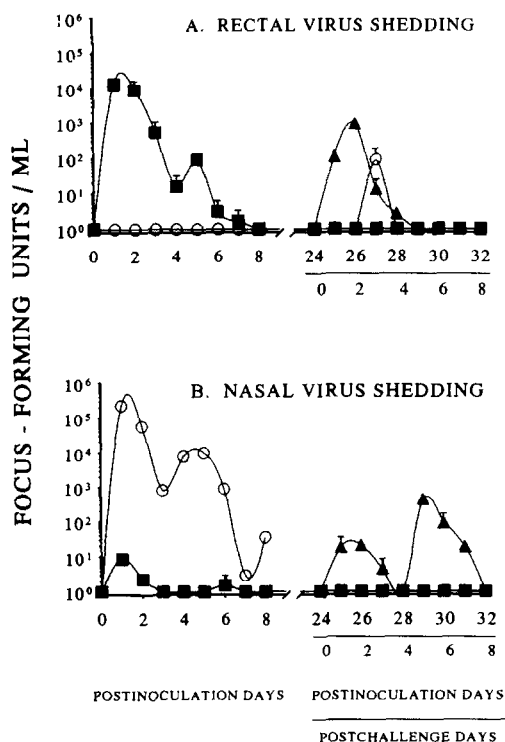 A. RECTAL VIRUS SHEDDING
10⁶
10⁵
10⁴
10³
10²
10¹
10⁰
0 2 4 6 8 24 26 28 30 32
0 2 4 6 8
FOCUS - FORMING UNITS / ML
B. NASAL VIRUS SHEDDING
10⁶
10⁵
10⁴
10³
10²
10¹
10⁰
0 2 4 6 8 24 26 28 30 32
0 2 4 6 8
POSTINOCULATION DAYS POSTINOCULATION DAYS
POSTCHALLENGE DAYS